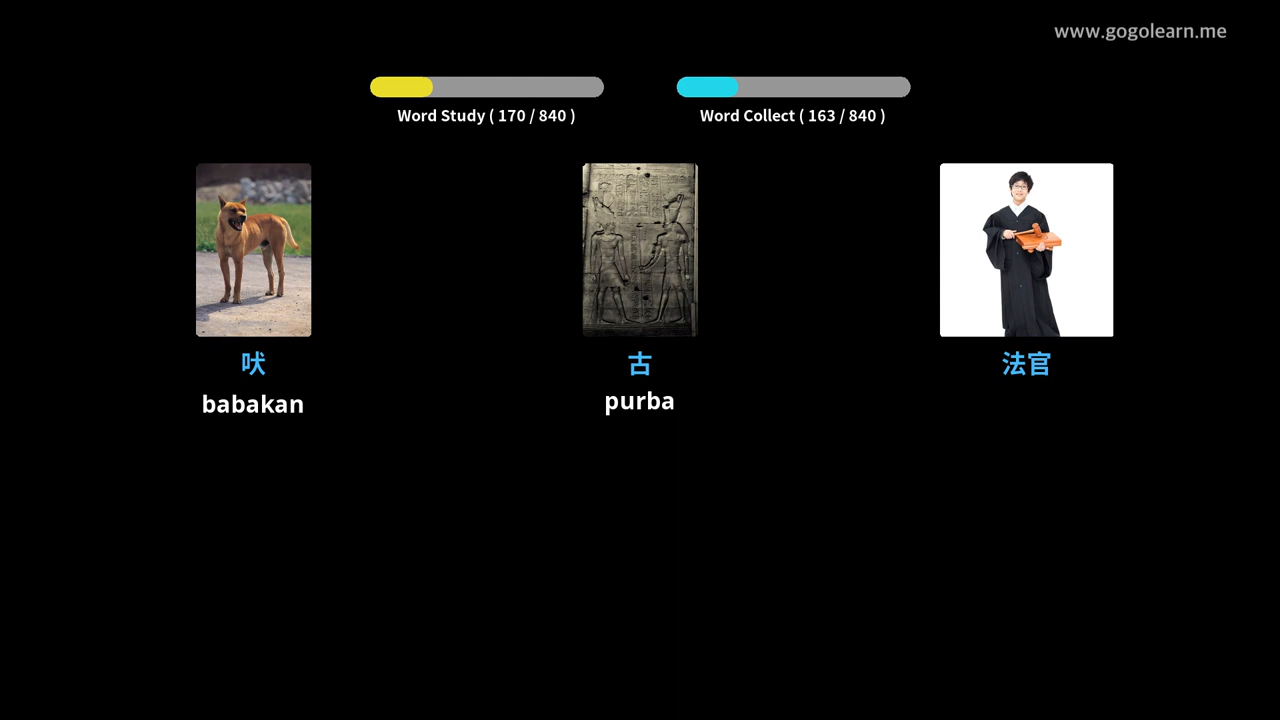 www.gogolearn.me
Word Study ( 170 / 840 )
Word Collect ( 163 / 840 )
吠
babakan
古
purba
法官